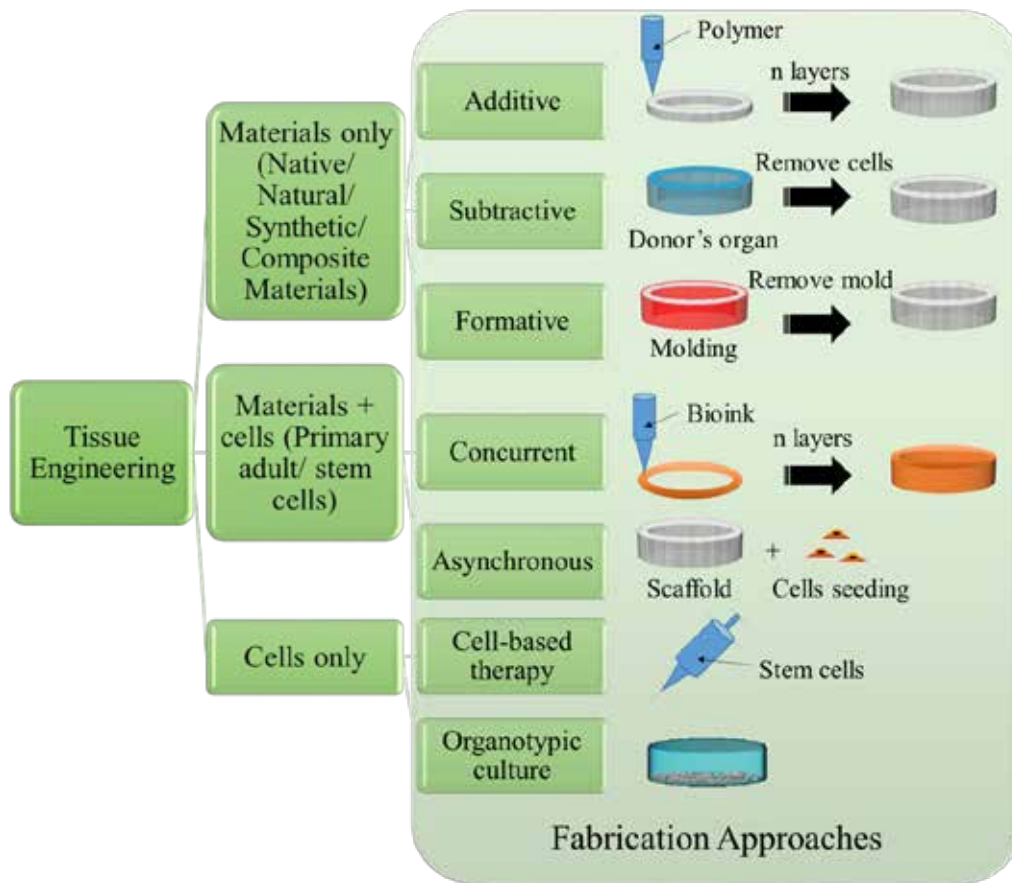 Tissue
Engineering
Materials only
(Native/
Natural/
Synthetic/
Composite
Materials)
Materials +
cells (Primary
adult/ stem
cells)
Cells only
Additive
Polymer
n layers
Subtractive
Remove cells
Donor’s organ
Formative
Remove mold
Molding
Concurrent
Bioink
n layers
Asynchronous
+
Scaffold
Cells seeding
Cell-based
therapy
Stem cells
Organotypic
culture
Fabrication Approaches